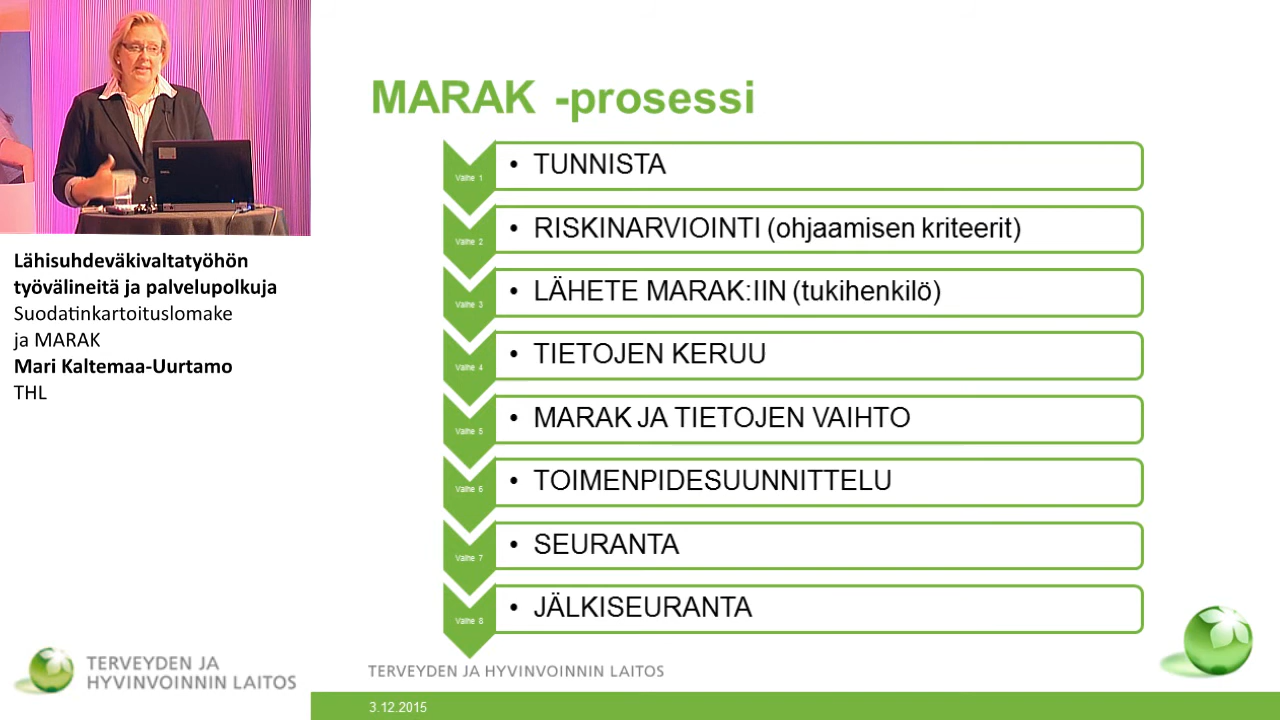 Lähisuhdeväkivaltatyöhön
työvälineitä ja palvelupolkuja
Suodatinkartoituslomake
ja MARAK
Mari Kaltemaa-Uurtamo
THL
TERVEYDEN JA
HYVINVOINNIN LAITOS
MARAK -prosessi
Vaihe 1
• TUNNISTA
Vaihe 2
• RISKINARVIOINTI (ohjaamisen kriteerit)
Vaihe 3
• LÄHETE MARAK:IIN (tukihenkilö)
Vaihe 4
• TIETOJEN KERUU
Vaihe 5
• MARAK JA TIETOJEN VAIHTO
Vaihe 6
• TOIMENPIDESUUNNITTELU
Vaihe 7
• SEURANTA
Vaihe 8
• JÄLKISEURANTA
TERVEYDEN JA HYVINVOINNIN LAITOS
3.12.2015